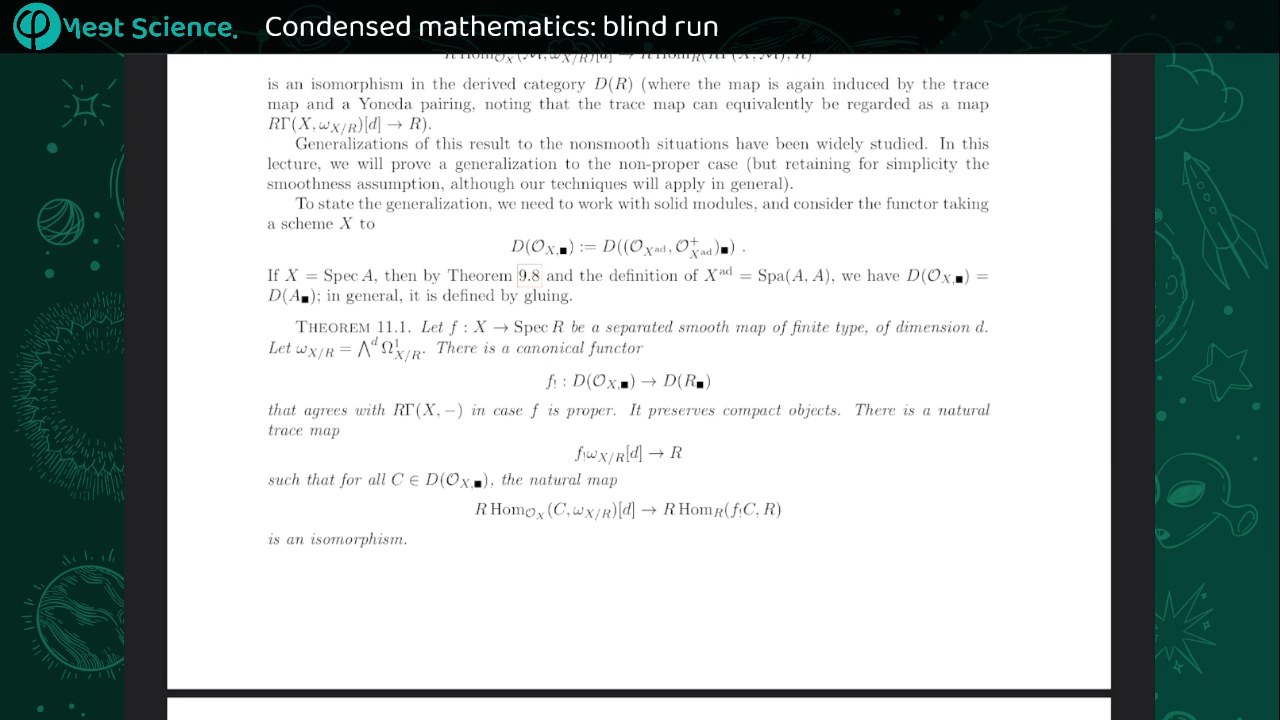 Meet Science.
Condensed mathematics: blind run
is an isomorphism in the derived category D(R) (where the map is again induced by the trace
map and a Yoneda pairing, noting that the trace map can equivalently be regarded as a map
RΓ(X, ω_{X/R})[d] → R).
Generalizations of this result to the nonsmooth situations have been widely studied. In this
lecture, we will prove a generalization to the non-proper case (but retaining for simplicity the
smoothness assumption, although our techniques will apply in general).
To state the generalization, we need to work with solid modules, and consider the functor taking
a scheme X to
D(𝒪_{X,■}) := D((𝒪_{X^{ad}}, 𝒪^+_{X^{ad}})_■) .
If X = Spec A, then by Theorem 9.8 and the definition of X^{ad} = Spa(A, A), we have D(𝒪_{X,■}) =
D(A_■); in general, it is defined by gluing.
THEOREM 11.1. Let f : X → Spec R be a separated smooth map of finite type, of dimension d.
Let ω_{X/R} = ⋀^d Ω^1_{X/R}. There is a canonical functor
f_! : D(𝒪_{X,■}) → D(R_■)
that agrees with RΓ(X, −) in case f is proper. It preserves compact objects. There is a natural
trace map
f_!ω_{X/R}[d] → R
such that for all C ∈ D(𝒪_{X,■}), the natural map
R Hom_{𝒪_X}(C, ω_{X/R})[d] → R Hom_R(f_!C, R)
is an isomorphism.